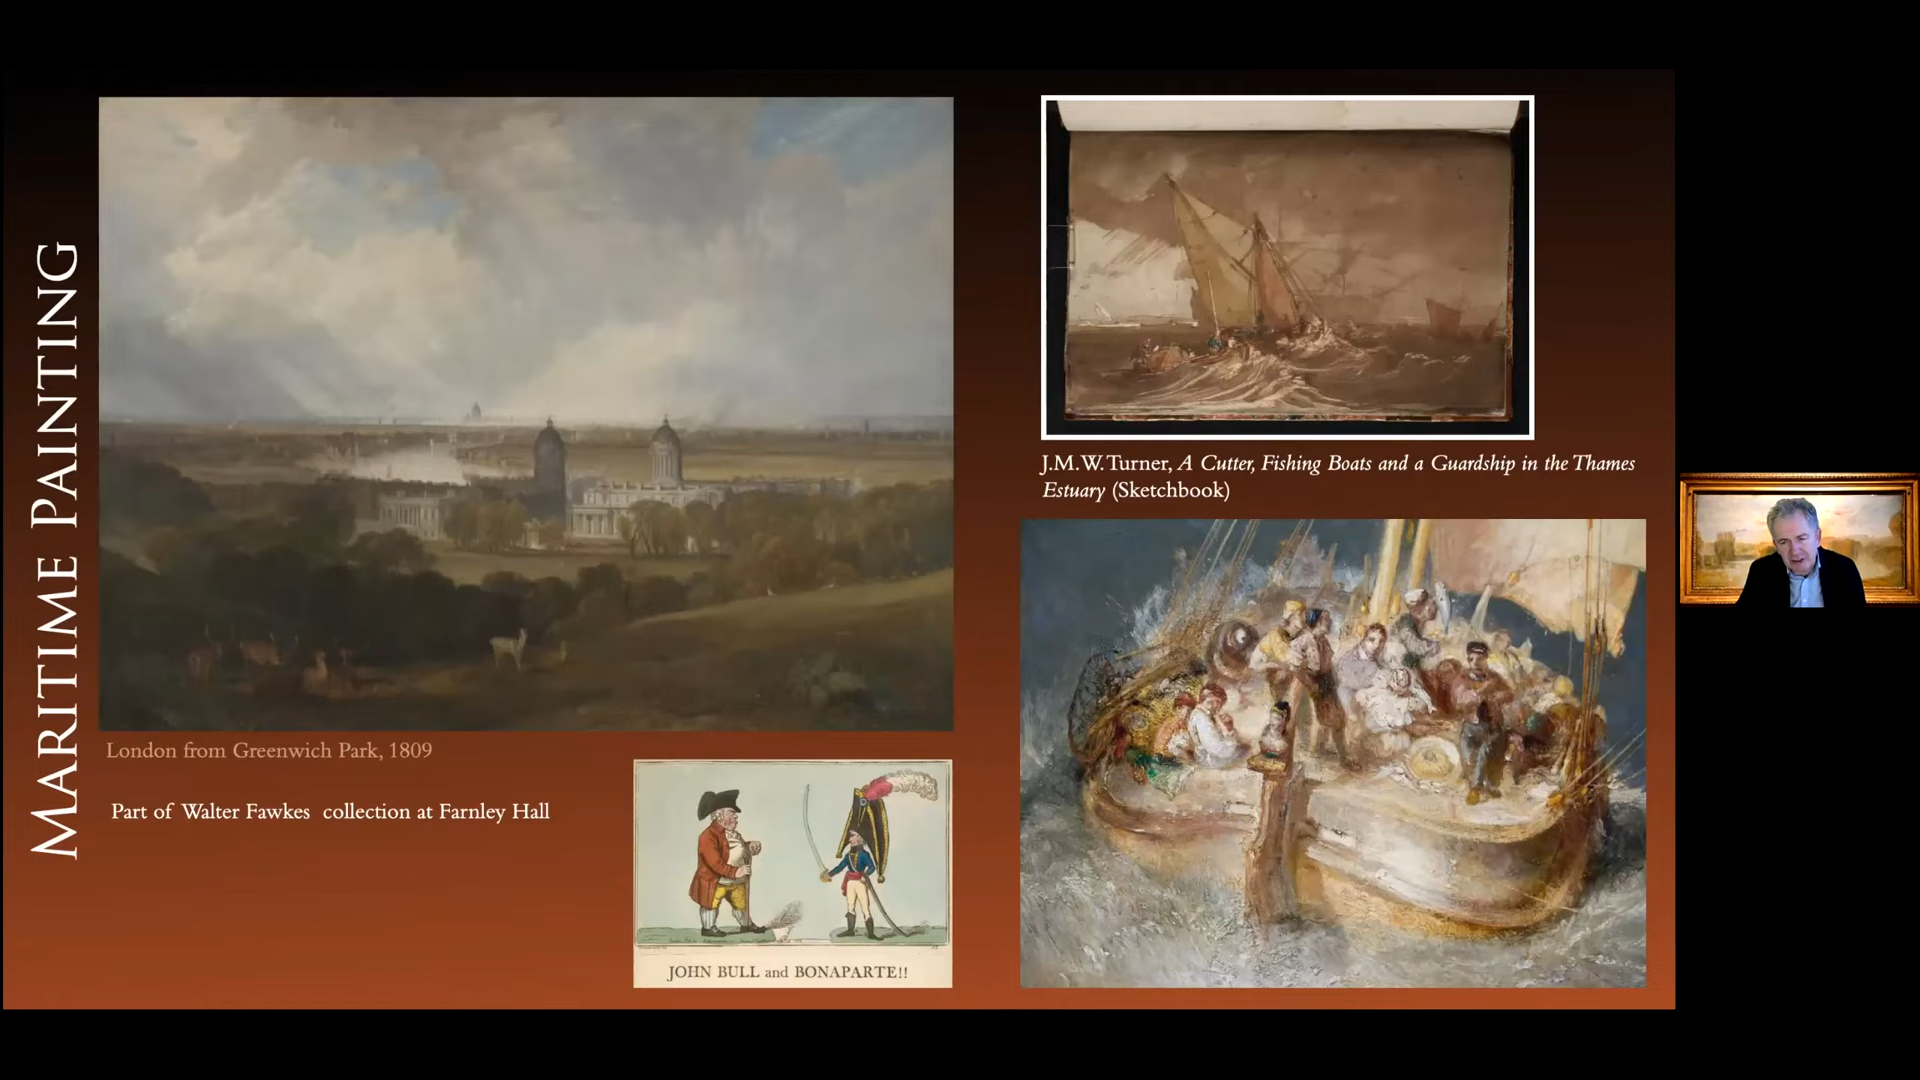 MARITIME PAINTING
London from Greenwich Park, 1809
Part of Walter Fawkes collection at Farnley Hall
JOHN BULL and BONAPARTE!!
J.M.W. Turner, A Cutter, Fishing Boats and a Guardship in the Thames
Estuary (Sketchbook)